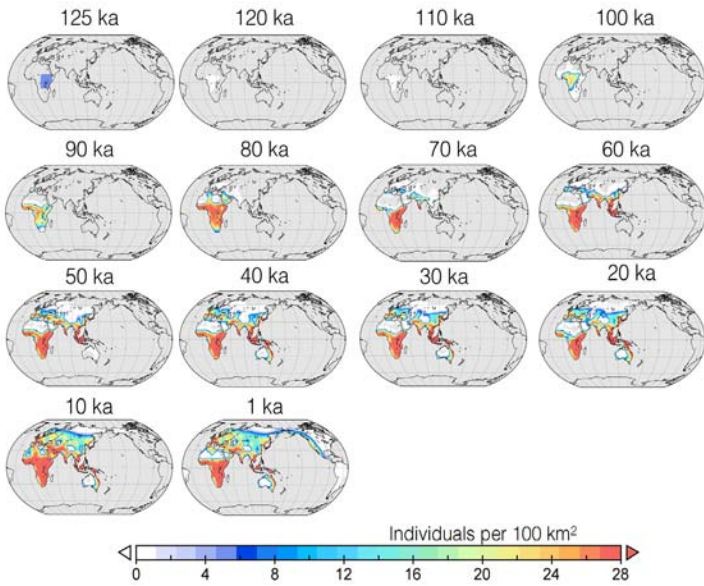 125 ka 120 ka 110 ka 100 ka
90 ka 80 ka 70 ka 60 ka
50 ka 40 ka 30 ka 20 ka
10 ka 1 ka
Individuals per 100 km²
0 4 8 12 16 20 24 28